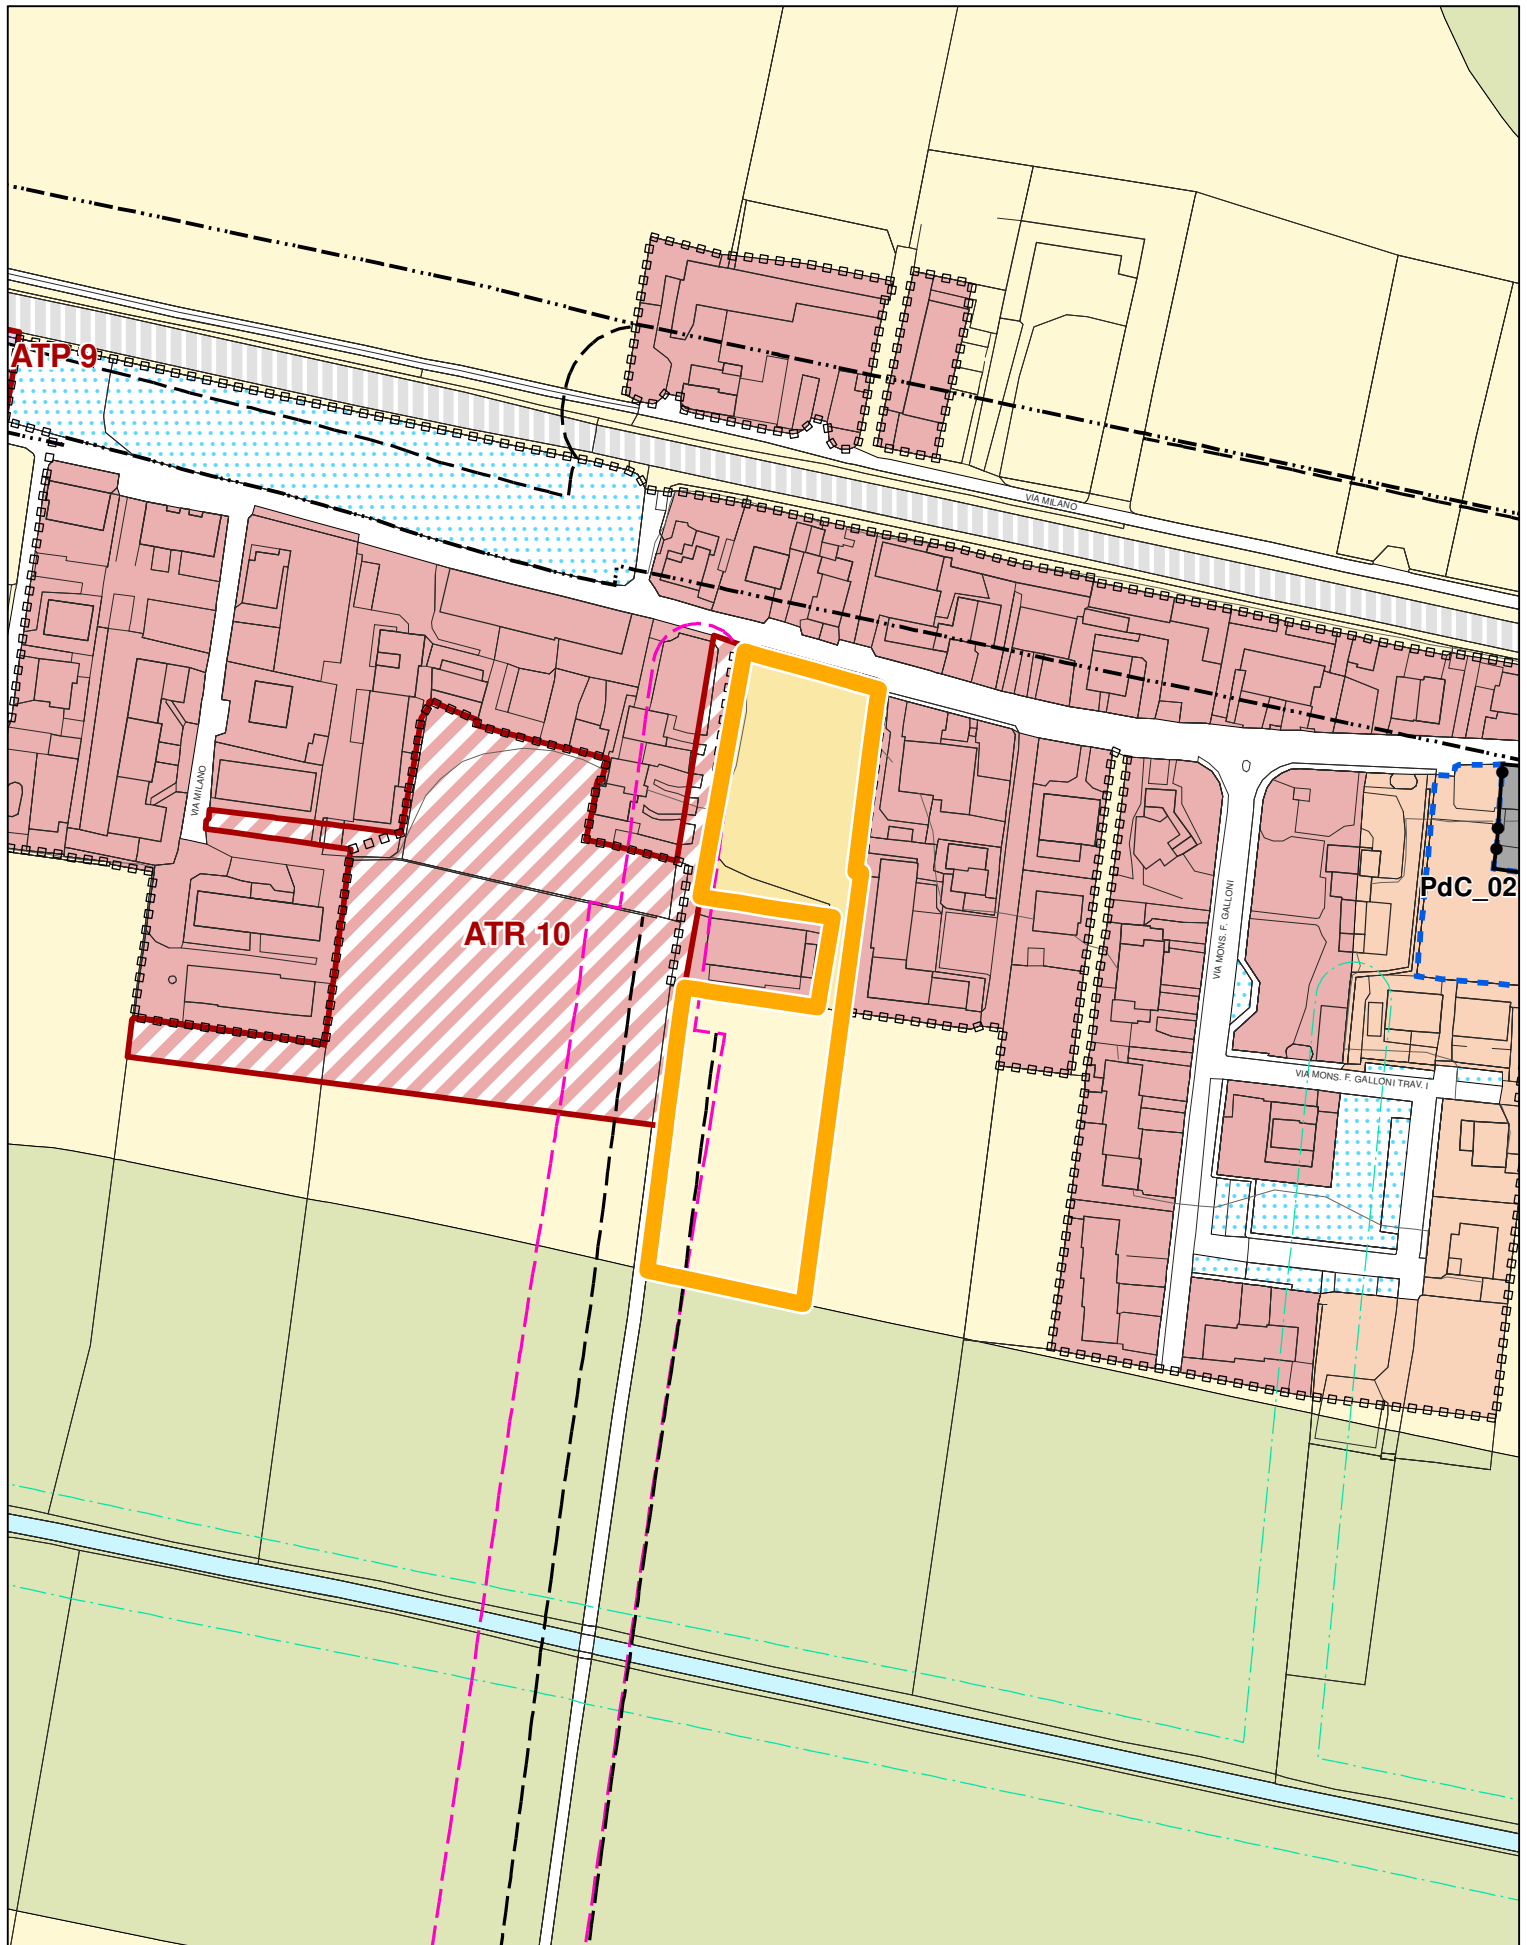 ATP 9
VIA MILANO
VIA MILANO
PdC_02
VIA MONS. F. GALLONI
ATR 10
VIA MONS. F. GALLONI TRAV. I